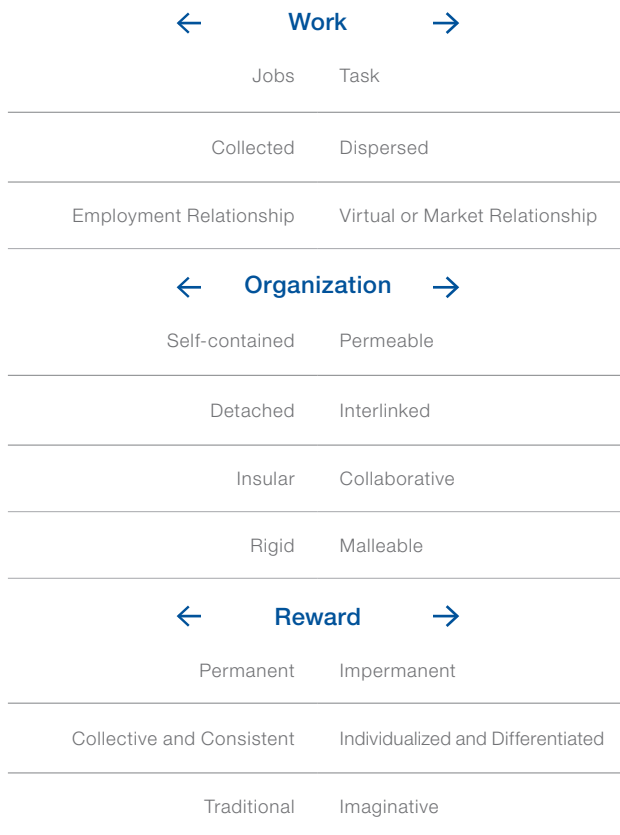 ← Work →
Jobs Task
Collected Dispersed
Employment Relationship Virtual or Market Relationship
← Organization →
Self-contained Permeable
Detached Interlinked
Insular Collaborative
Rigid Malleable
← Reward →
Permanent Impermanent
Collective and Consistent Individualized and Differentiated
Traditional Imaginative